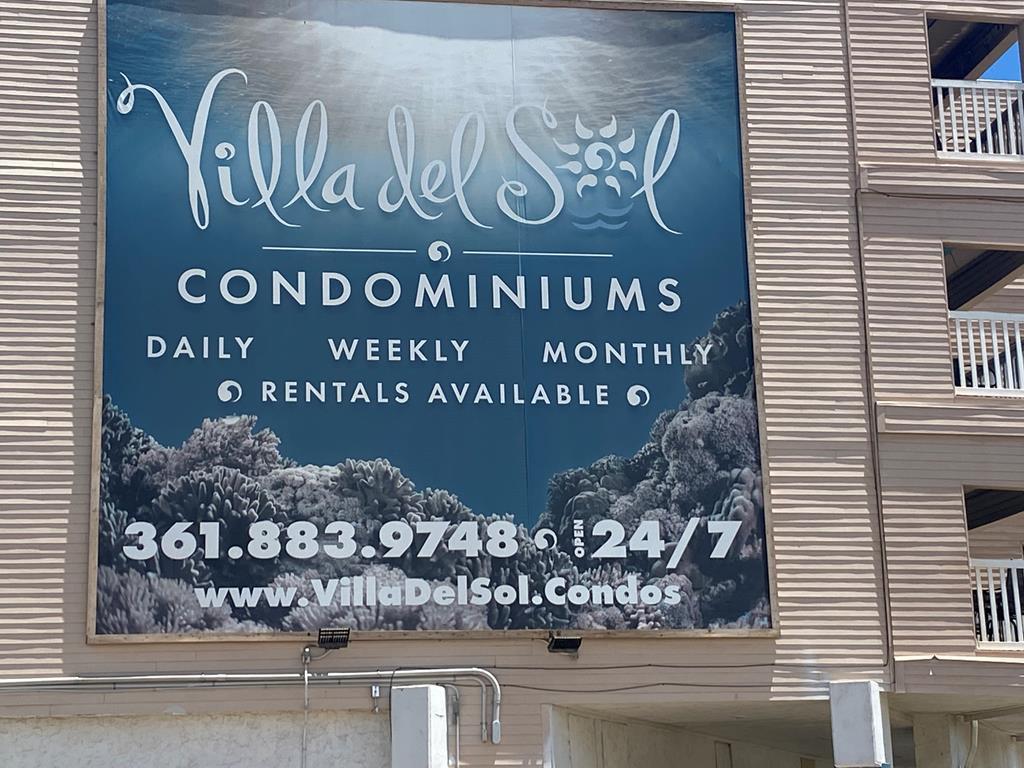 Villa del Sol
CONDOMINIUMS
DAILY WEEKLY MONTHLY
RENTALS AVAILABLE
361.883.9748 OPEN 24/7
www.VillaDelSol.Condos